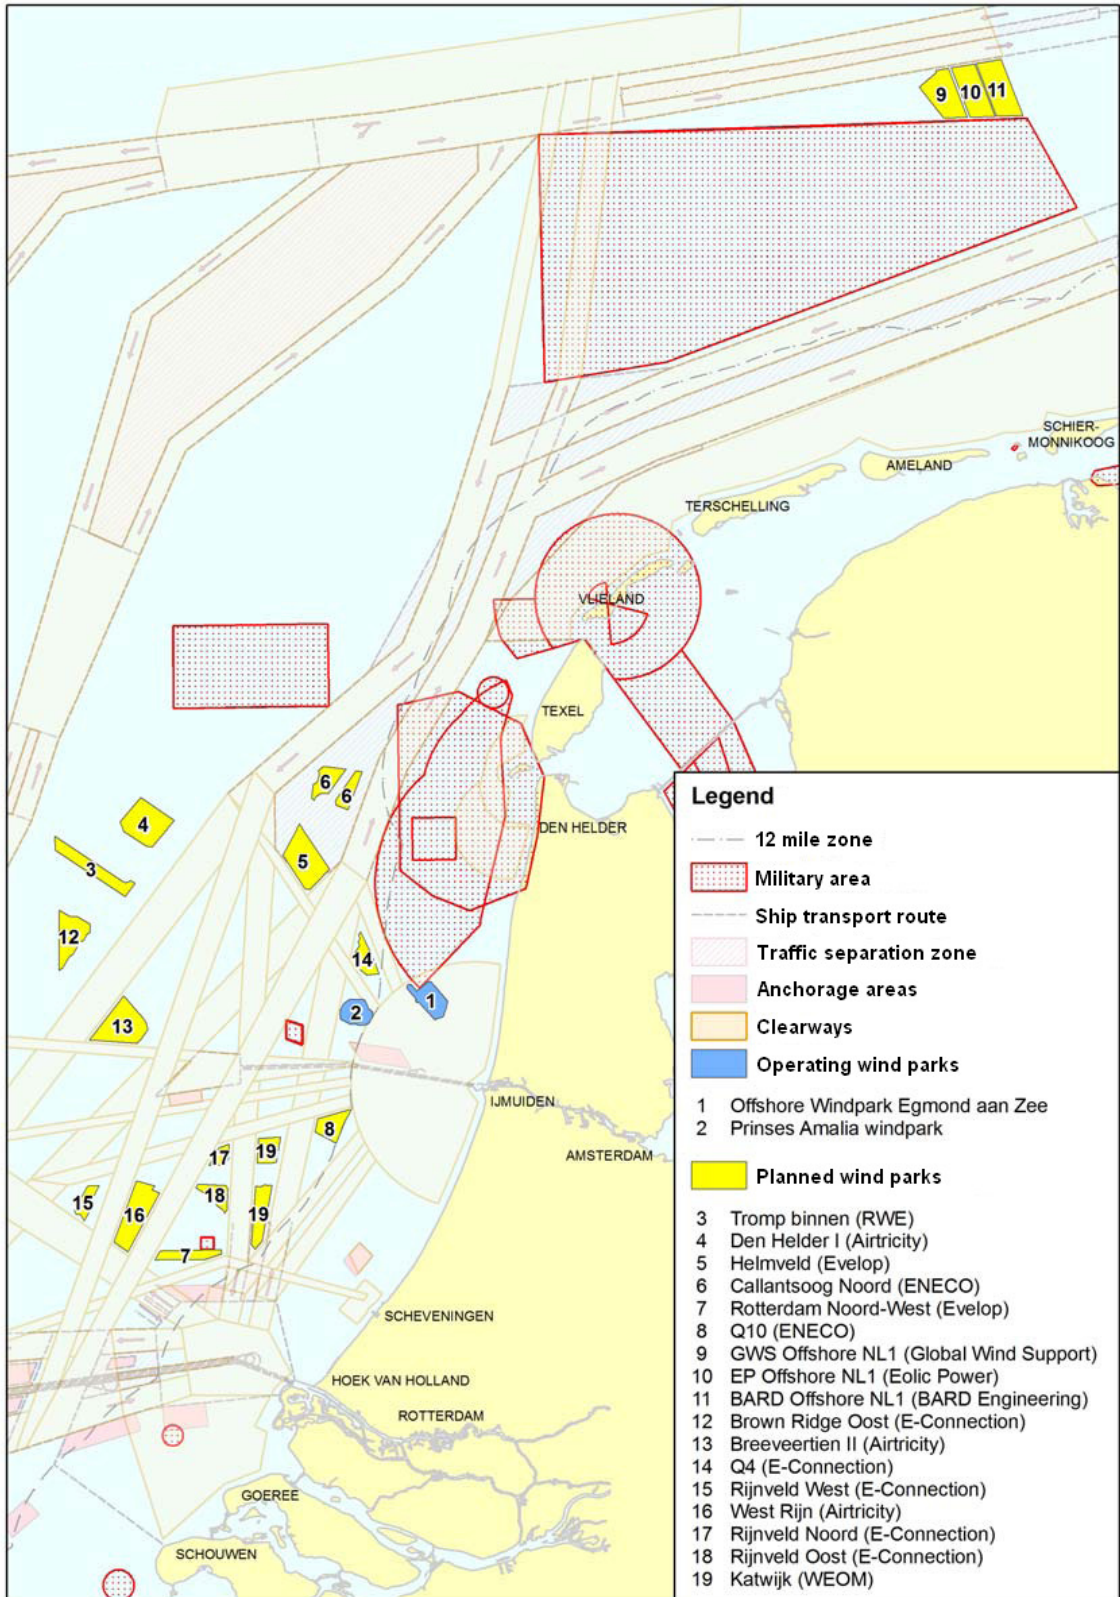 9
10
11
SCHIER-
MONNIKOOG
AMELAND
TERSCHELLING
VLIELAND
TEXEL
6
6
4
DEN HELDER
5
3
12
14
1
2
13
IJMUIDEN
8
AMSTERDAM
17
19
15
18
16
19
7
SCHEVENINGEN
HOEK VAN HOLLAND
ROTTERDAM
GOEREE
SCHOUWEN
Legend
12 mile zone
Military area
Ship transport route
Traffic separation zone
Anchorage areas
Clearways
Operating wind parks
1 Offshore Windpark Egmond aan Zee
2 Prinses Amalia windpark
Planned wind parks
3 Tromp binnen (RWE)
4 Den Helder I (Airtricity)
5 Helmveld (Evelop)
6 Callantsoog Noord (ENECO)
7 Rotterdam Noord-West (Evelop)
8 Q10 (ENECO)
9 GWS Offshore NL1 (Global Wind Support)
10 EP Offshore NL1 (Eolic Power)
11 BARD Offshore NL1 (BARD Engineering)
12 Brown Ridge Oost (E-Connection)
13 Breeveertien II (Airtricity)
14 Q4 (E-Connection)
15 Rijnveld West (E-Connection)
16 West Rijn (Airtricity)
17 Rijnveld Noord (E-Connection)
18 Rijnveld Oost (E-Connection)
19 Katwijk (WEOM)